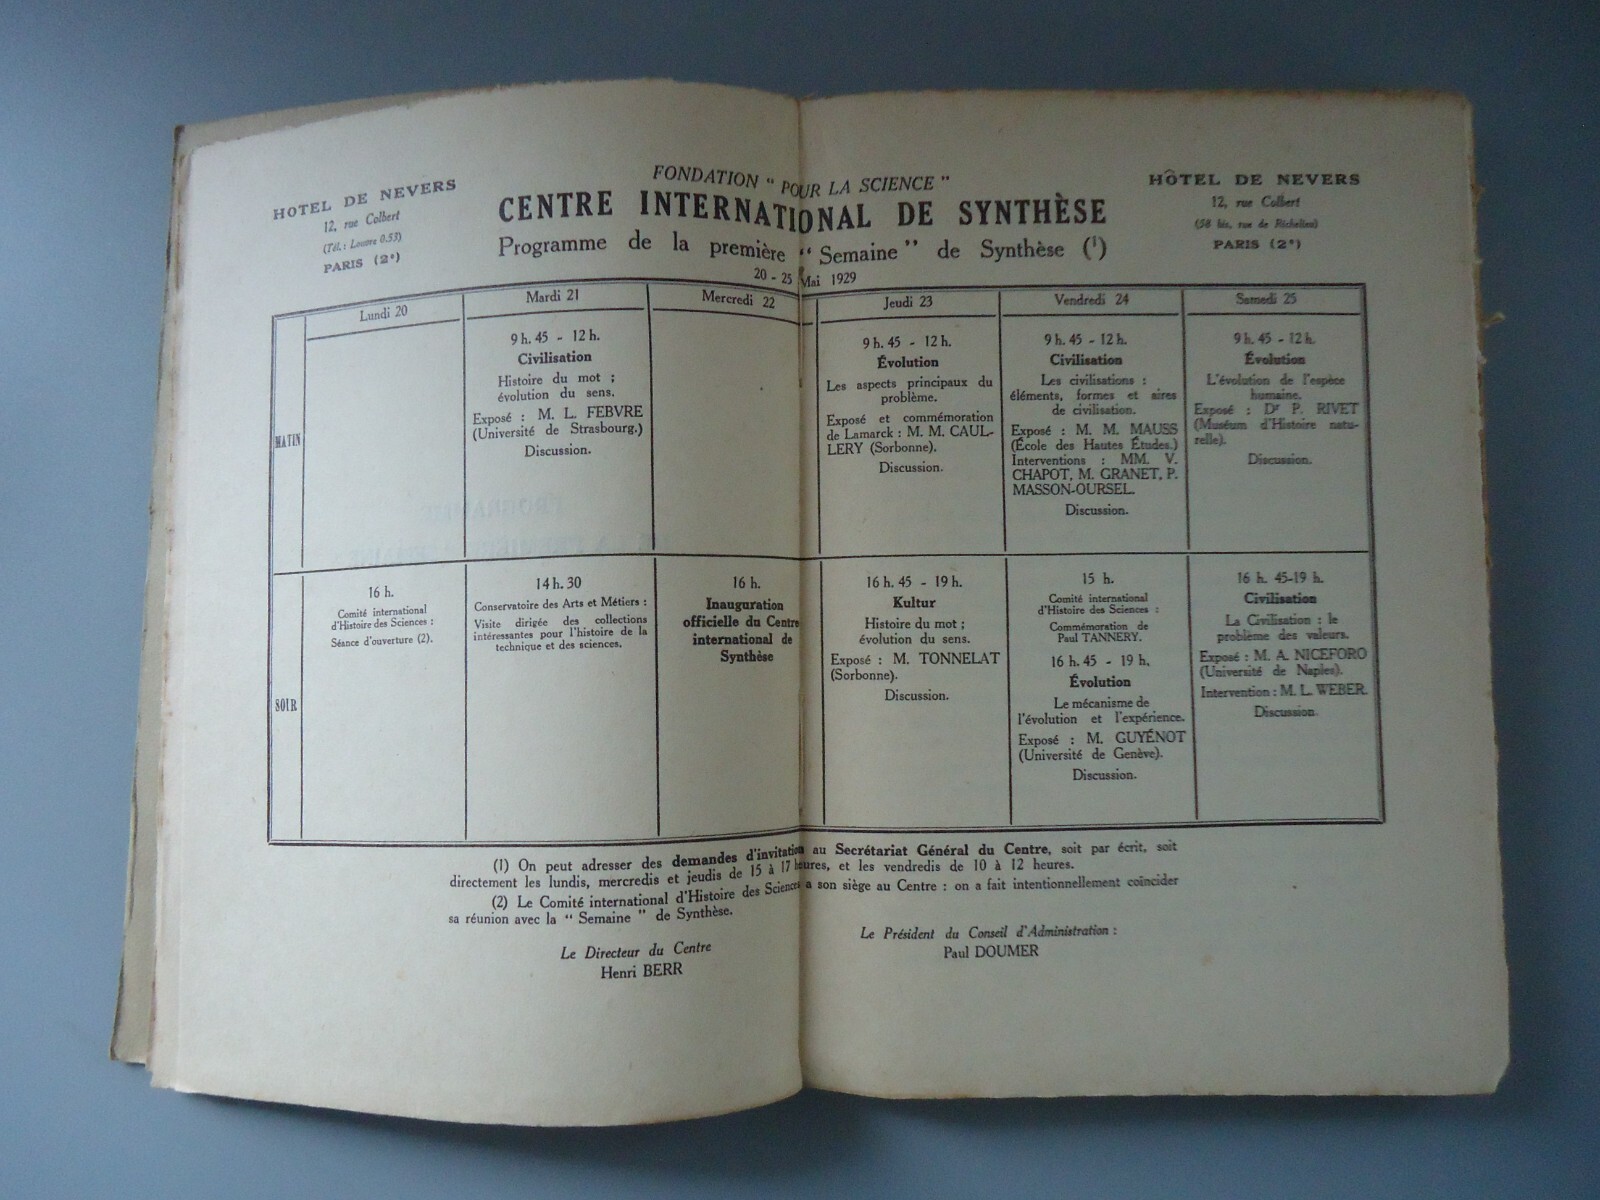 HOTEL DE NEVERS
12, rue Colbert
(Tél. : Louvre 0.53)
PARIS (2e)
FONDATION " POUR LA SCIENCE "
CENTRE INTERNATIONAL DE SYNTHÈSE
Programme de la première " Semaine " de Synthèse (1)
20 - 25 Mai 1929
HÔTEL DE NEVERS
12, rue Colbert
(58 bis, rue de Richelieu)
PARIS (2e)
Lundi 20
Mardi 21
Mercredi 22
Jeudi 23
Vendredi 24
Samedi 25
MATIN
9 h. 45 - 12 h.
Civilisation
Histoire du mot ;
évolution du sens.
Exposé : M. L. FEBVRE
(Université de Strasbourg.)
Discussion.
9 h. 45 - 12 h.
Évolution
Les aspects principaux du
problème.
Exposé et commémoration
de Lamarck : M. M. CAUL-
LERY (Sorbonne).
Discussion.
9 h. 45 - 12 h.
Civilisation
Les civilisations :
éléments, formes et aires
de civilisation.
Exposé : M. M. MAUSS
(École des Hautes Études.)
Interventions : MM. V.
CHAPOT, M. GRANET, P.
MASSON-OURSEL.
Discussion.
9 h. 45 - 12 h.
Évolution
L'évolution de l'espèce
humaine.
Exposé : Dr P. RIVET
(Muséum d'Histoire natu-
relle).
Discussion.
SOIR
16 h.
Comité international
d'Histoire des Sciences :
Séance d'ouverture (2).
14 h. 30
Conservatoire des Arts et Métiers :
Visite dirigée des collections
intéressantes pour l'histoire de la
technique et des sciences.
16 h.
Inauguration
officielle du Centre
international de
Synthèse
16 h. 45 - 19 h.
Kultur
Histoire du mot ;
évolution du sens.
Exposé : M. TONNELAT
(Sorbonne).
Discussion.
15 h.
Comité international
d'Histoire des Sciences :
Commémoration de
Paul TANNERY.
16 h. 45 - 19 h.
Évolution
Le mécanisme de
l'évolution et l'expérience.
Exposé : M. GUYÉNOT
(Université de Genève).
Discussion.
16 h. 45-19 h.
Civilisation
La Civilisation : le
problème des valeurs.
Exposé : M. A. NICEFORO
(Université de Naples).
Intervention : M. L. WEBER.
Discussion.
(1) On peut adresser des demandes d'invitation au Secrétariat Général du Centre, soit par écrit, soit
directement les lundis, mercredis et jeudis de 15 à 17 heures, et les vendredis de 10 à 12 heures.
(2) Le Comité international d'Histoire des Sciences a son siège au Centre : on a fait intentionnellement coïncider
sa réunion avec la " Semaine " de Synthèse.
Le Directeur du Centre
Henri BERR
Le Président du Conseil d'Administration :
Paul DOUMER